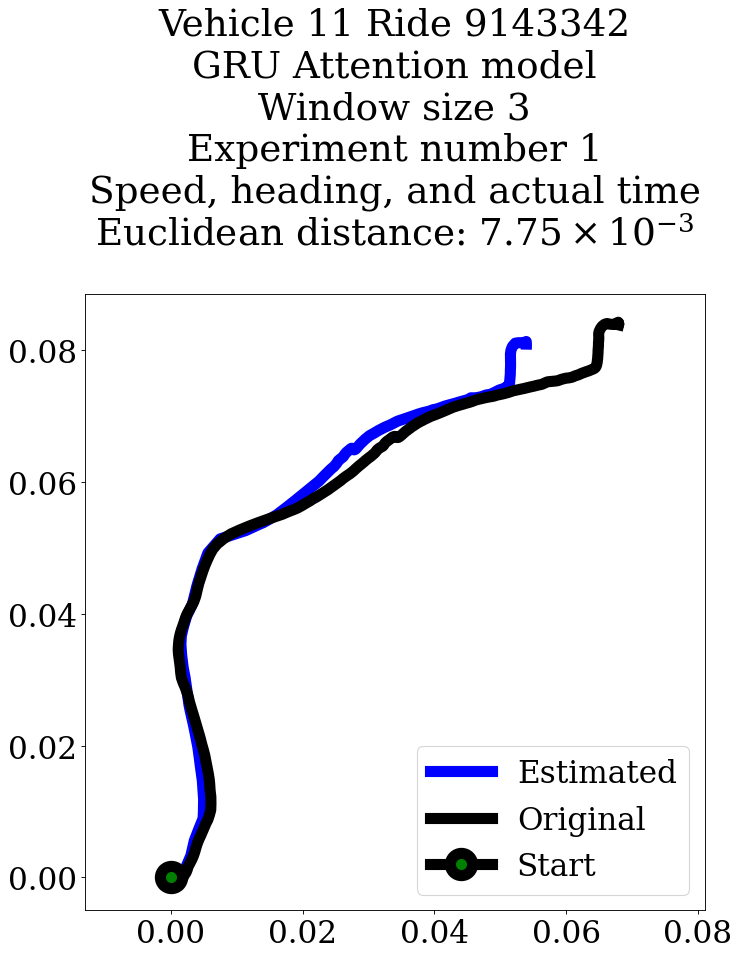 Vehicle 11 Ride 9143342
GRU Attention model
Window size 3
Experiment number 1
Speed, heading, and actual time
Euclidean distance: 7.75 × 10⁻³
0.08
0.06
0.04
0.02
0.00
Estimated
Original
Start
0.00 0.02 0.04 0.06 0.08